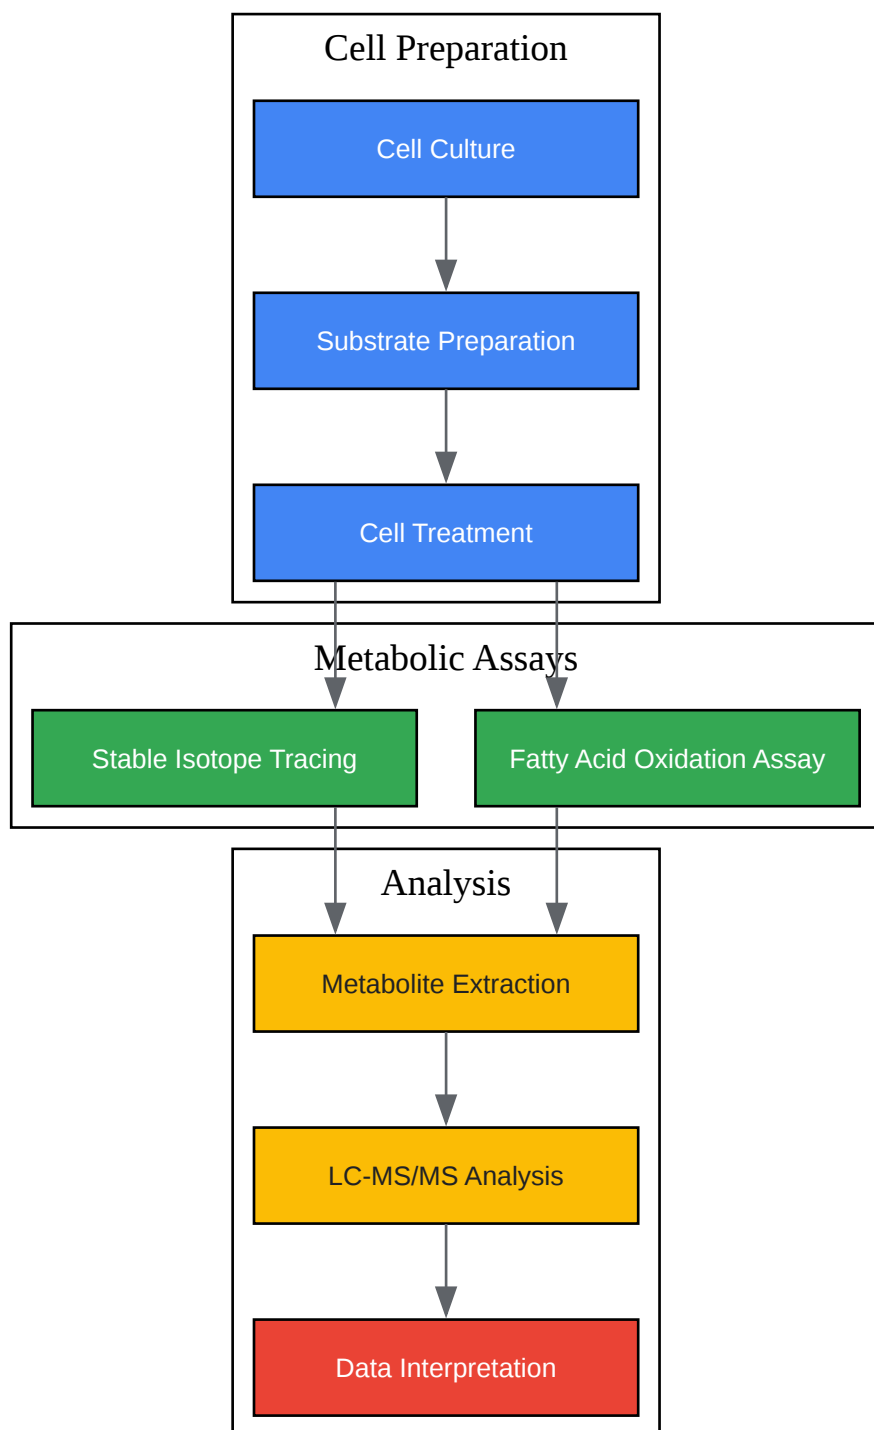 Cell Preparation
Cell Culture
Substrate Preparation
Cell Treatment
Metabolic Assays
Stable Isotope Tracing
Fatty Acid Oxidation Assay
Analysis
Metabolite Extraction
LC-MS/MS Analysis
Data Interpretation